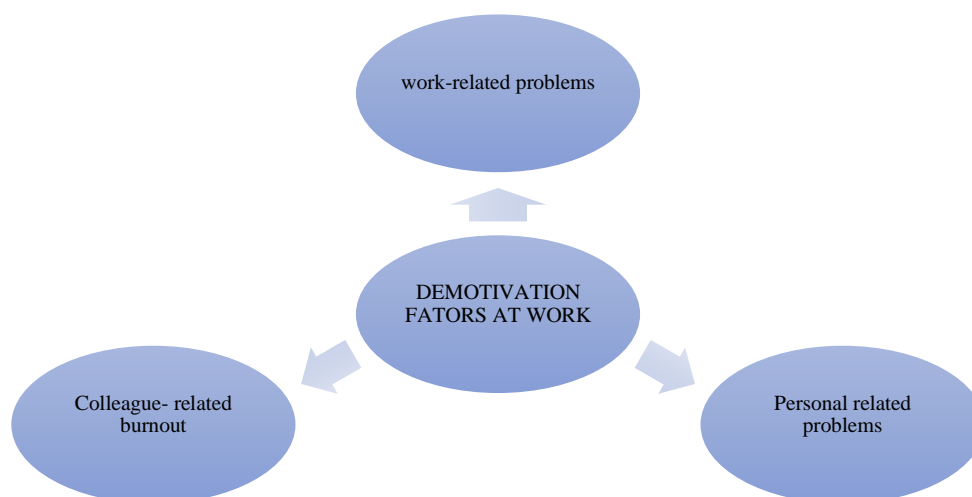 work-related problems
DEMOTIVATION
FATORS AT WORK
Colleague- related
burnout
Personal related
problems